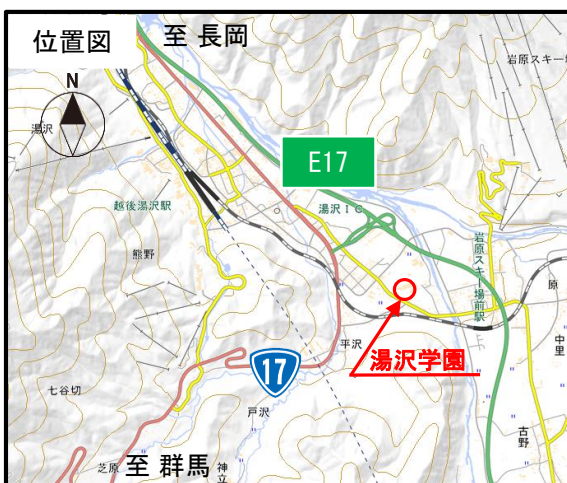 位置図
至 長岡
岩原スキー場
N
湯沢
E17
越後湯沢駅
湯沢IC
熊野
岩原スキー場前駅
原
平沢
中里
湯沢学園
17
七谷切
戸沢
古野
芝原
至 群馬
神立